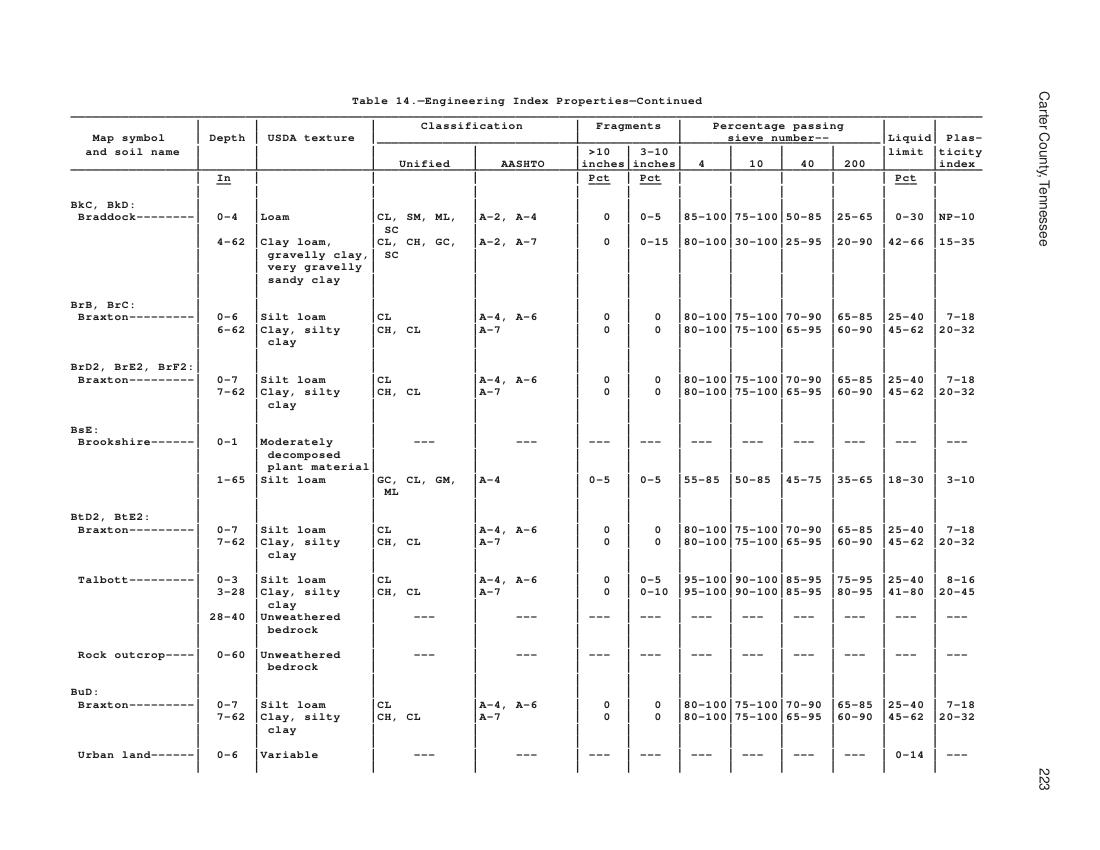 Table 14.—Engineering Index Properties—Continued
Classification Fragments Percentage passing
Map symbol Depth USDA texture sieve number-- Liquid Plas-
and soil name >10 3-10 limit ticity
Unified AASHTO inches inches 4 10 40 200 index
In Pct Pct Pct
BkC, BkD:
Braddock-------- 0-4 Loam CL, SM, ML, A-2, A-4 0 0-5 85-100 75-100 50-85 25-65 0-30 NP-10
SC
4-62 Clay loam, CL, CH, GC, A-2, A-7 0 0-15 80-100 30-100 25-95 20-90 42-66 15-35
gravelly clay, SC
very gravelly
sandy clay
BrB, BrC:
Braxton--------- 0-6 Silt loam CL A-4, A-6 0 0 80-100 75-100 70-90 65-85 25-40 7-18
6-62 Clay, silty CH, CL A-7 0 0 80-100 75-100 65-95 60-90 45-62 20-32
clay
BrD2, BrE2, BrF2:
Braxton--------- 0-7 Silt loam CL A-4, A-6 0 0 80-100 75-100 70-90 65-85 25-40 7-18
7-62 Clay, silty CH, CL A-7 0 0 80-100 75-100 65-95 60-90 45-62 20-32
clay
BsE:
Brookshire------ 0-1 Moderately --- --- --- --- --- --- --- --- --- ---
decomposed
plant material
1-65 Silt loam GC, CL, GM, A-4 0-5 0-5 55-85 50-85 45-75 35-65 18-30 3-10
ML
BtD2, BtE2:
Braxton--------- 0-7 Silt loam CL A-4, A-6 0 0 80-100 75-100 70-90 65-85 25-40 7-18
7-62 Clay, silty CH, CL A-7 0 0 80-100 75-100 65-95 60-90 45-62 20-32
clay
Talbott--------- 0-3 Silt loam CL A-4, A-6 0 0-5 95-100 90-100 85-95 75-95 25-40 8-16
3-28 Clay, silty CH, CL A-7 0 0-10 95-100 90-100 85-95 80-95 41-80 20-45
clay
28-40 Unweathered --- --- --- --- --- --- --- --- --- ---
bedrock
Rock outcrop---- 0-60 Unweathered --- --- --- --- --- --- --- --- --- ---
bedrock
BuD:
Braxton--------- 0-7 Silt loam CL A-4, A-6 0 0 80-100 75-100 70-90 65-85 25-40 7-18
7-62 Clay, silty CH, CL A-7 0 0 80-100 75-100 65-95 60-90 45-62 20-32
clay
Urban land------ 0-6 Variable --- --- --- --- --- --- --- --- 0-14 ---
Carter County, Tennessee
223